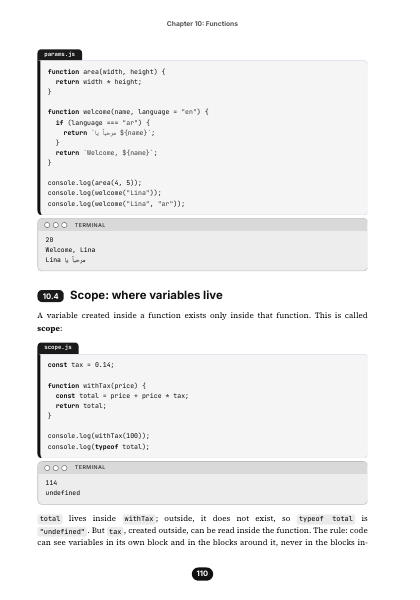 Chapter 10: Functions
params.js
function area(width, height) {
return width * height;
}
function welcome(name, language = "en") {
if (language === "ar") {
return `مرحباً يا ${name}`;
}
return `Welcome, ${name}`;
}
console.log(area(4, 5));
console.log(welcome("Lina"));
console.log(welcome("Lina", "ar"));
TERMINAL
20
Welcome, Lina
مرحباً يا Lina
10.4 Scope: where variables live
A variable created inside a function exists only inside that function. This is called
scope:
scope.js
const tax = 0.14;
function withTax(price) {
const total = price + price * tax;
return total;
}
console.log(withTax(100));
console.log(typeof total);
TERMINAL
114
undefined
total lives inside withTax; outside, it does not exist, so typeof total is
"undefined". But tax, created outside, can be read inside the function. The rule: code
can see variables in its own block and in the blocks around it, never in the blocks in-
110